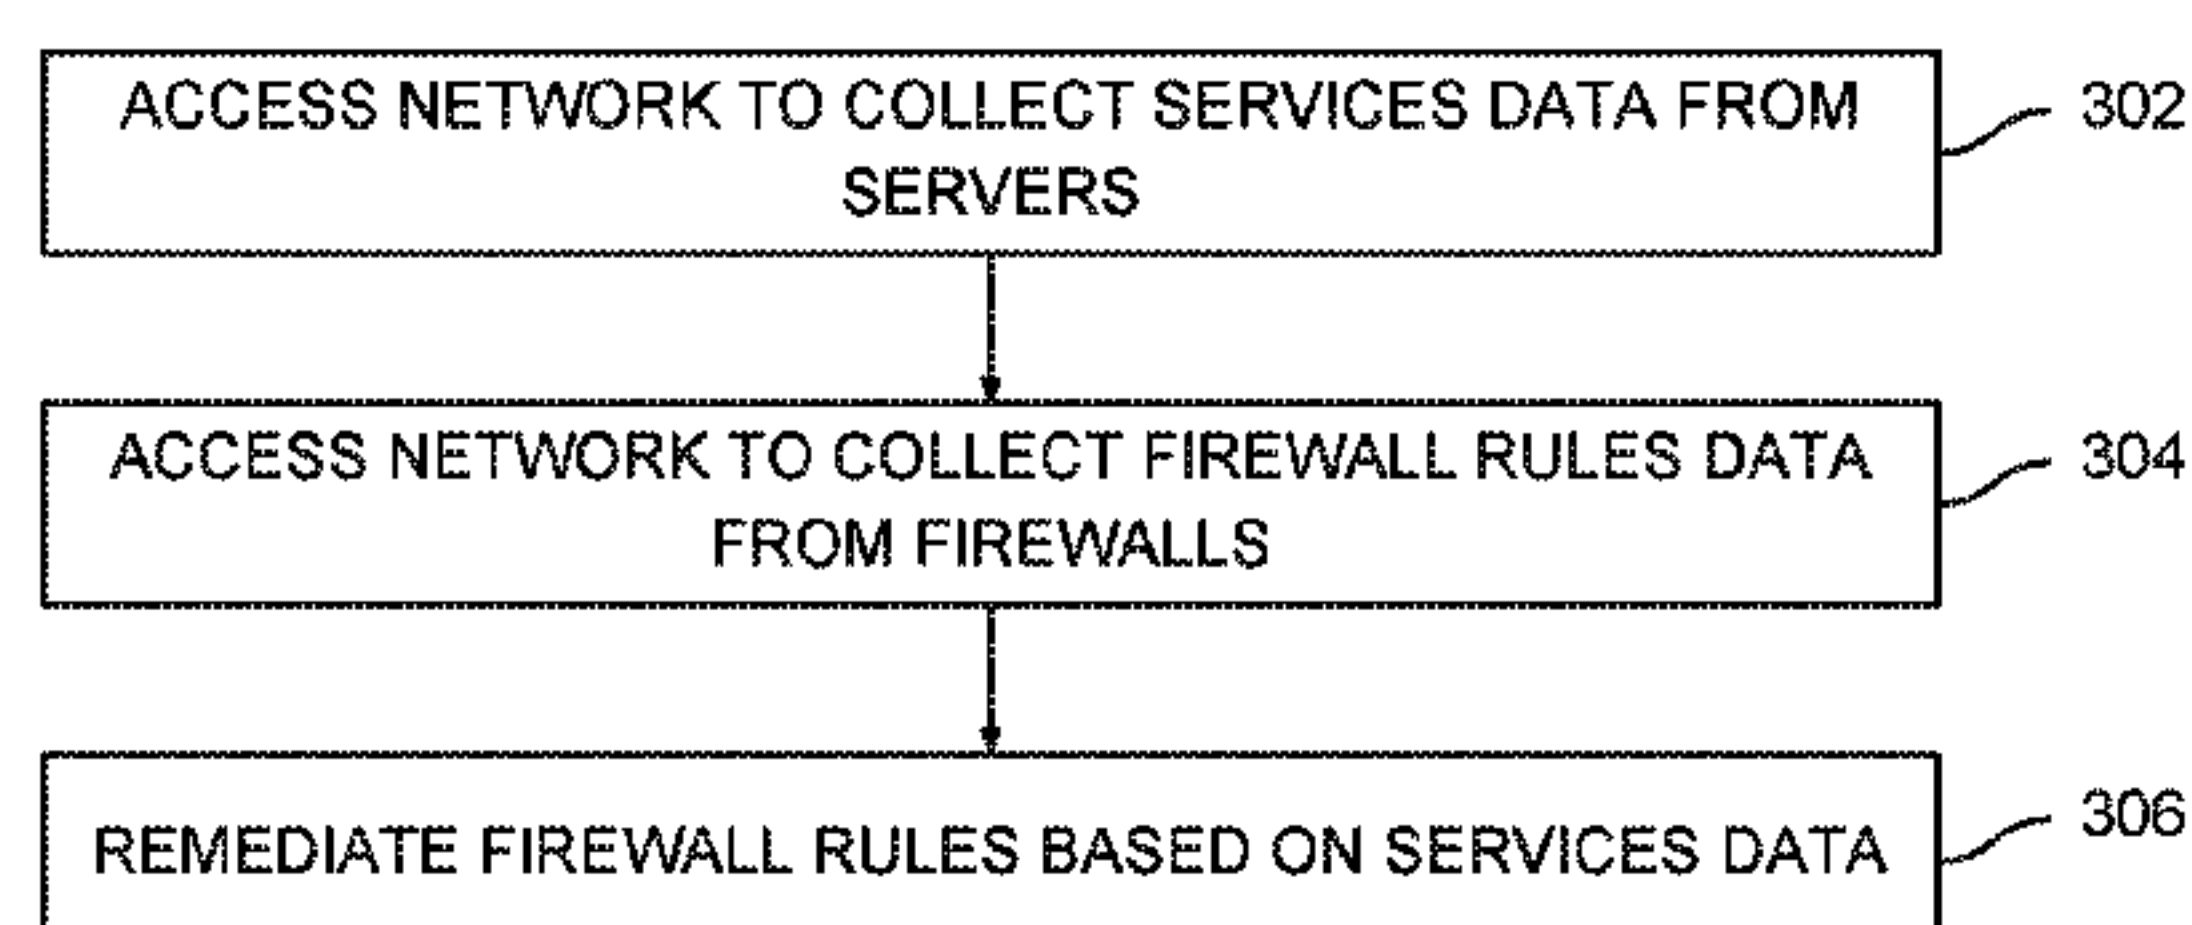 ACCESS NETWORK TO COLLECT SERVICES DATA FROM
SERVERS
302
ACCESS NETWORK TO COLLECT FIREWALL RULES DATA
FROM FIREWALLS
304
REMEDIATE FIREWALL RULES BASED ON SERVICES DATA
306